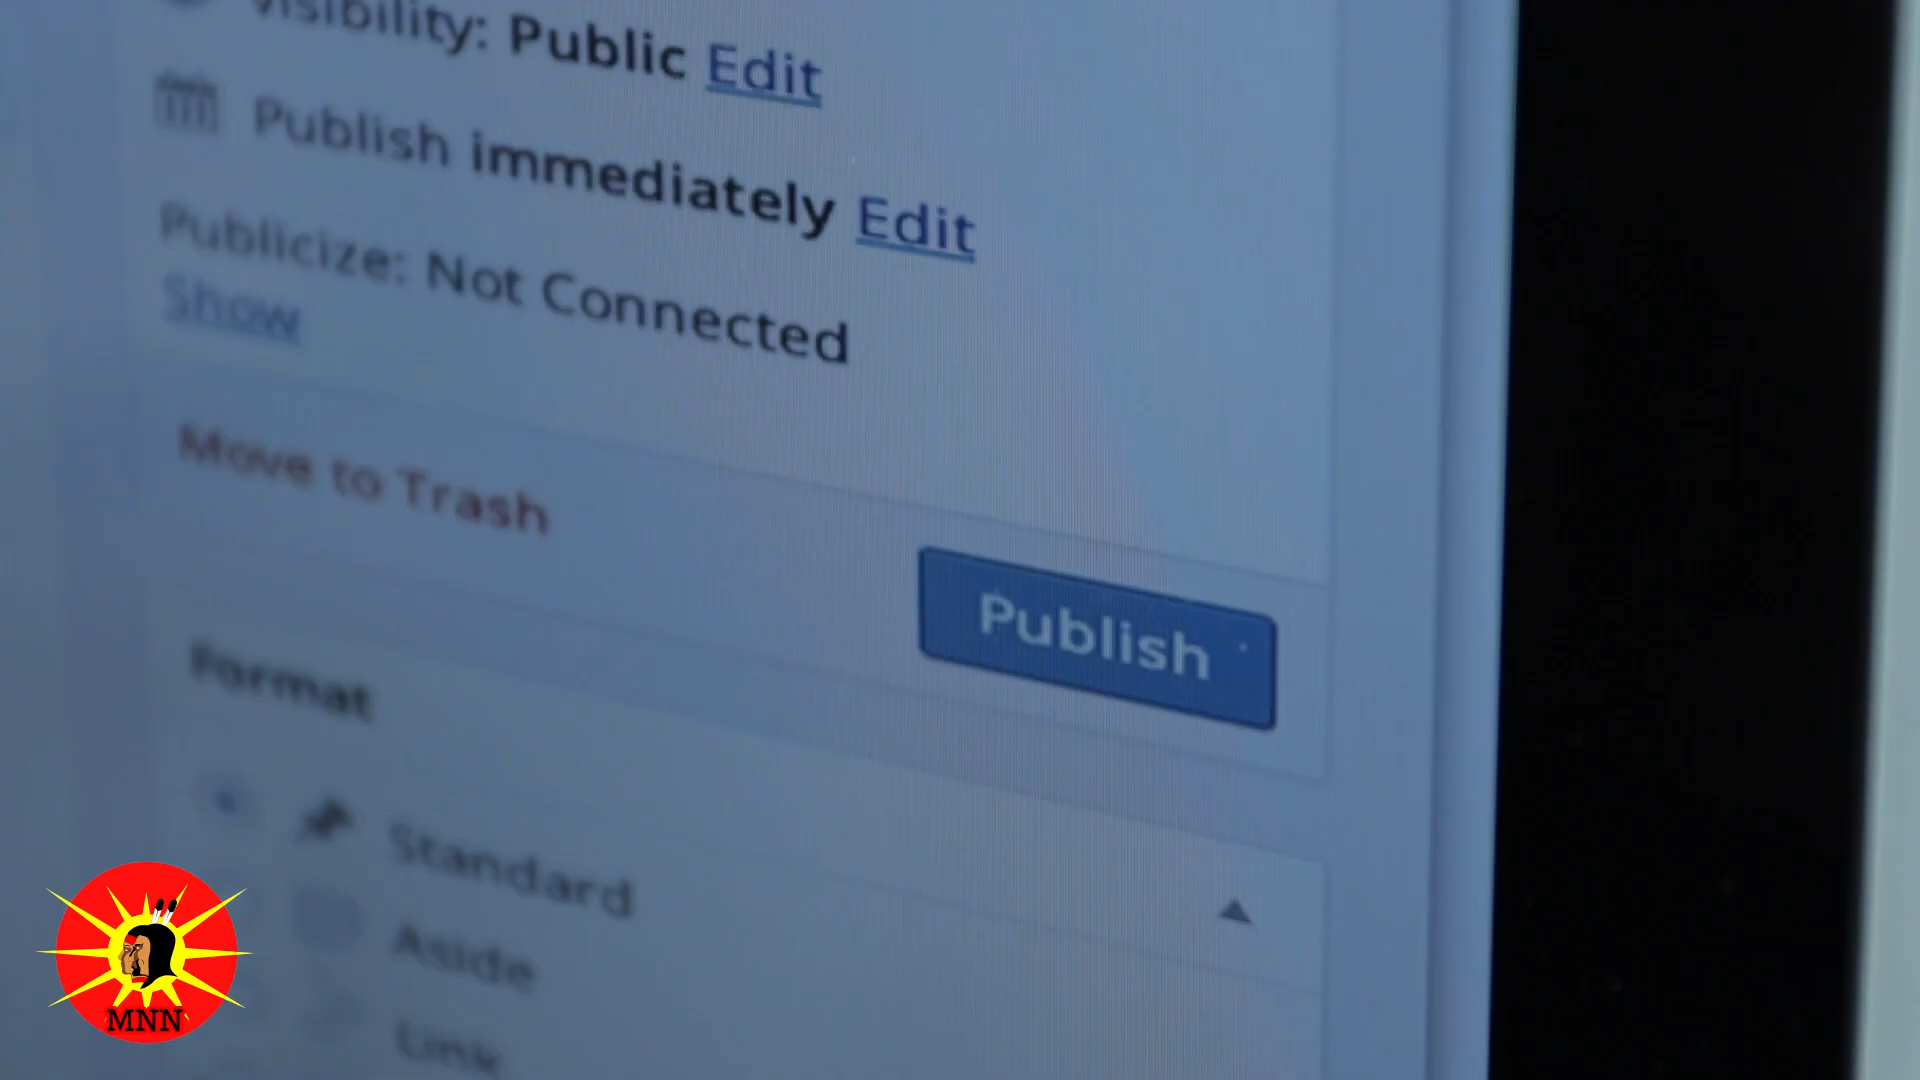 Visibility: Public Edit
Publish immediately Edit
Publicize: Not Connected
Show
Move to Trash
Publish
Format
Standard
Aside
Link
MNN